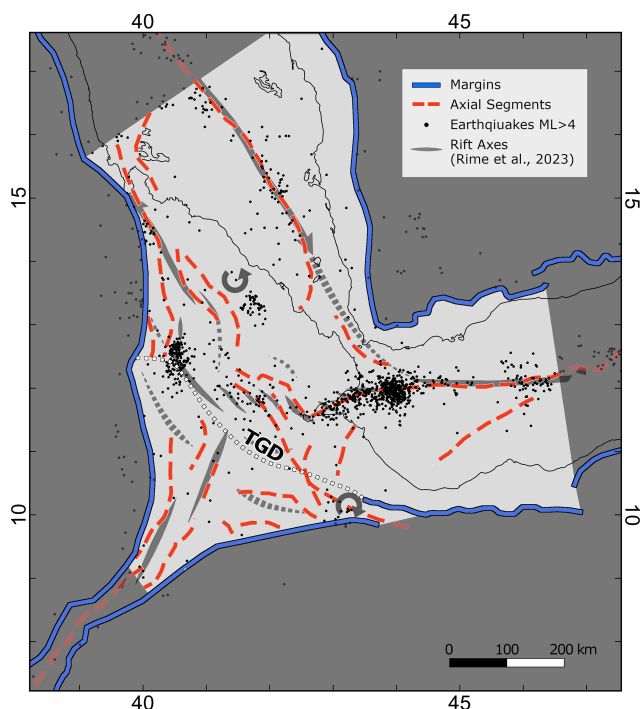 40 45
Margins
Axial Segments
Earthqiuakes ML>4
Rift Axes
(Rime et al., 2023)
15 15
TGD
10 10
0 100 200 km
40 45